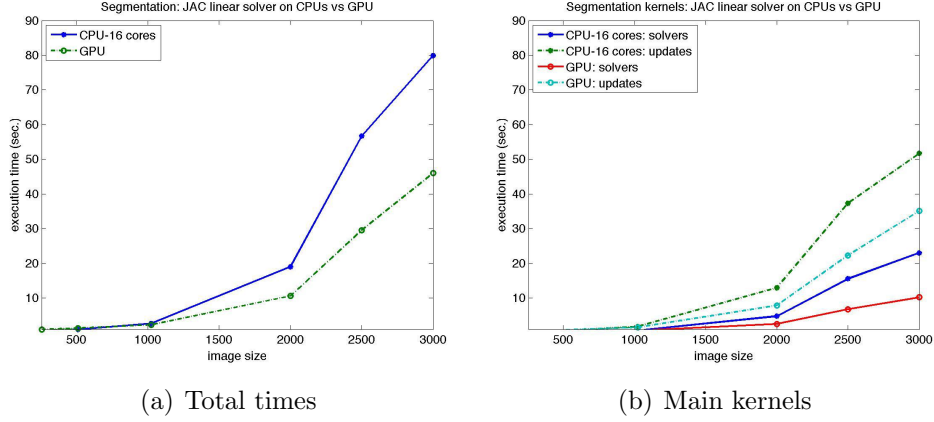 Segmentation: JAC linear solver on CPUs vs GPU
90
80
70
60
50
40
30
20
10
execution time (sec.)
CPU-16 cores
GPU
500
1000
1500
2000
2500
3000
image size
(a) Total times
Segmentation kernels: JAC linear solver on CPUs vs GPU
90
80
70
60
50
40
30
20
10
execution time (sec.)
CPU-16 cores: solvers
CPU-16 cores: updates
GPU: solvers
GPU: updates
500
1000
1500
2000
2500
3000
image size
(b) Main kernels